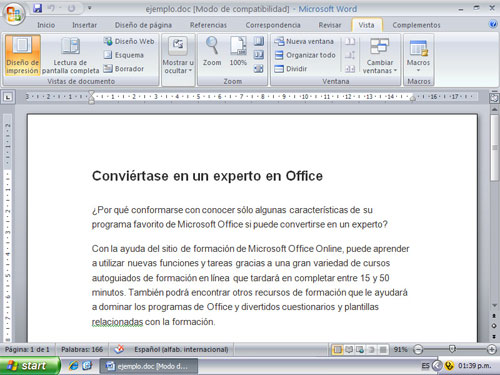 ejemplo.doc [Modo de compatibilidad] - Microsoft Word
Inicio Insertar Diseño de página Referencias Correspondencia Revisar Vista Complementos
Diseño de impresión
Lectura de pantalla completa
Diseño Web
Esquema
Borrador
Vistas de documento
Mostrar u ocultar
Zoom
100%
Zoom
Nueva ventana
Organizar todo
Dividir
Cambiar ventanas
Ventana
Macros
Macros
Conviértase en un experto en Office
¿Por qué conformarse con conocer sólo algunas características de su
programa favorito de Microsoft Office si puede convertirse en un experto?
Con la ayuda del sitio de formación de Microsoft Office Online, puede aprender
a utilizar nuevas funciones y tareas gracias a una gran variedad de cursos
autoguiados de formación en línea que tardará en completar entre 15 y 50
minutos. También podrá encontrar otros recursos de formación que le ayudará
a dominar los programas de Office y divertidos cuestionarios y plantillas
relacionadas con la formación.
Página: 1 de 1 Palabras: 166 Español (alfab. internacional) 91%
start ejemplo.doc [Modo d... ES 01:39 p.m.